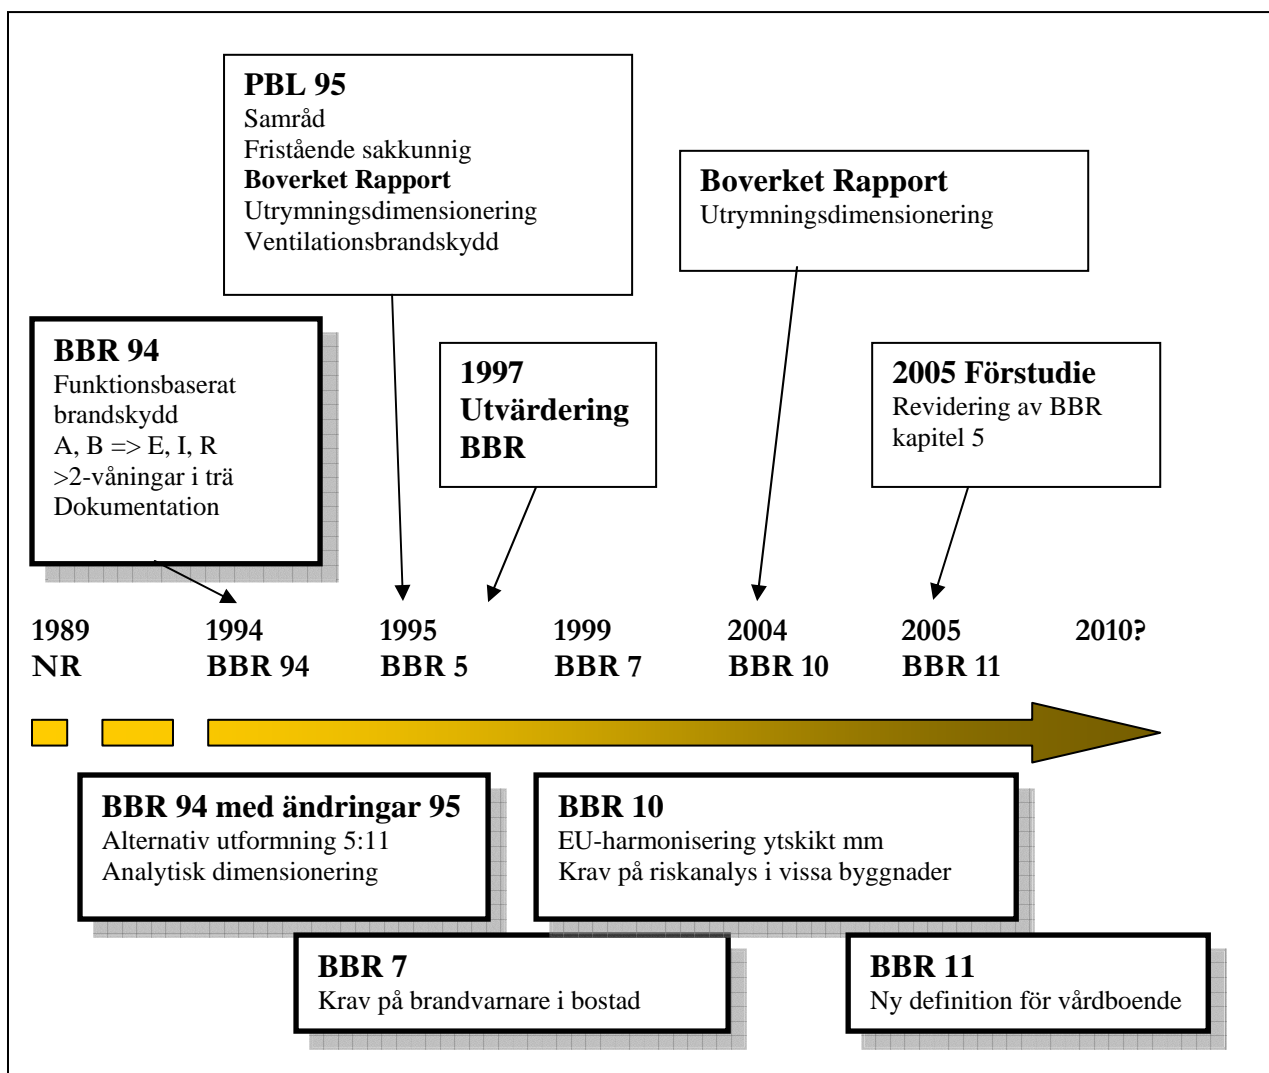 PBL 95
Samråd
Fristående sakkunnig
Boverket Rapport
Utrymningsdimensionering
Ventilationsbrandskydd
Boverket Rapport
Utrymningsdimensionering
BBR 94
Funktionsbaserat
brandskydd
A, B => E, I, R
>2-våningar i trä
Dokumentation
1997
Utvärdering
BBR
2005 Förstudie
Revidering av BBR
kapitel 5
1989
NR
1994
BBR 94
1995
BBR 5
1999
BBR 7
2004
BBR 10
2005
BBR 11
2010?
BBR 94 med ändringar 95
Alternativ utformning 5:11
Analytisk dimensionering
BBR 10
EU-harmonisering ytskikt mm
Krav på riskanalys i vissa byggnader
BBR 7
Krav på brandvarnare i bostad
BBR 11
Ny definition för vårdboende